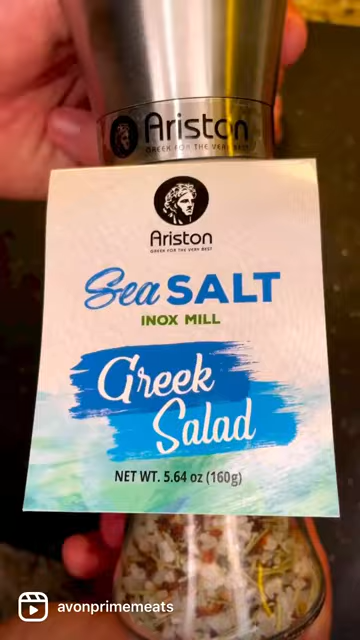 Ariston
GREEK FOR THE VERY BEST
Ariston
GREEK FOR THE VERY BEST
Sea SALT
INOX MILL
Greek
Salad
NET WT. 5.64 oz (160g)
avonprimemeats